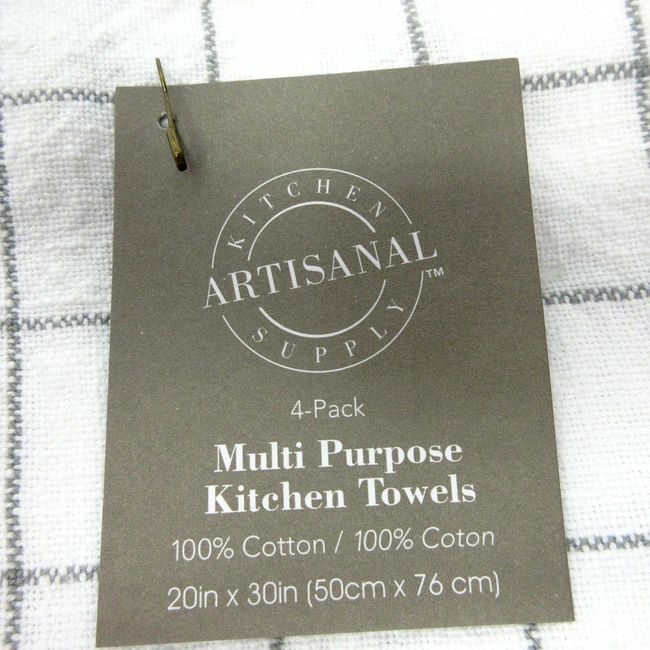 KITCHEN
ARTISANAL™
SUPPLY
4-Pack
Multi Purpose
Kitchen Towels
100% Cotton / 100% Coton
20in x 30in (50cm x 76 cm)